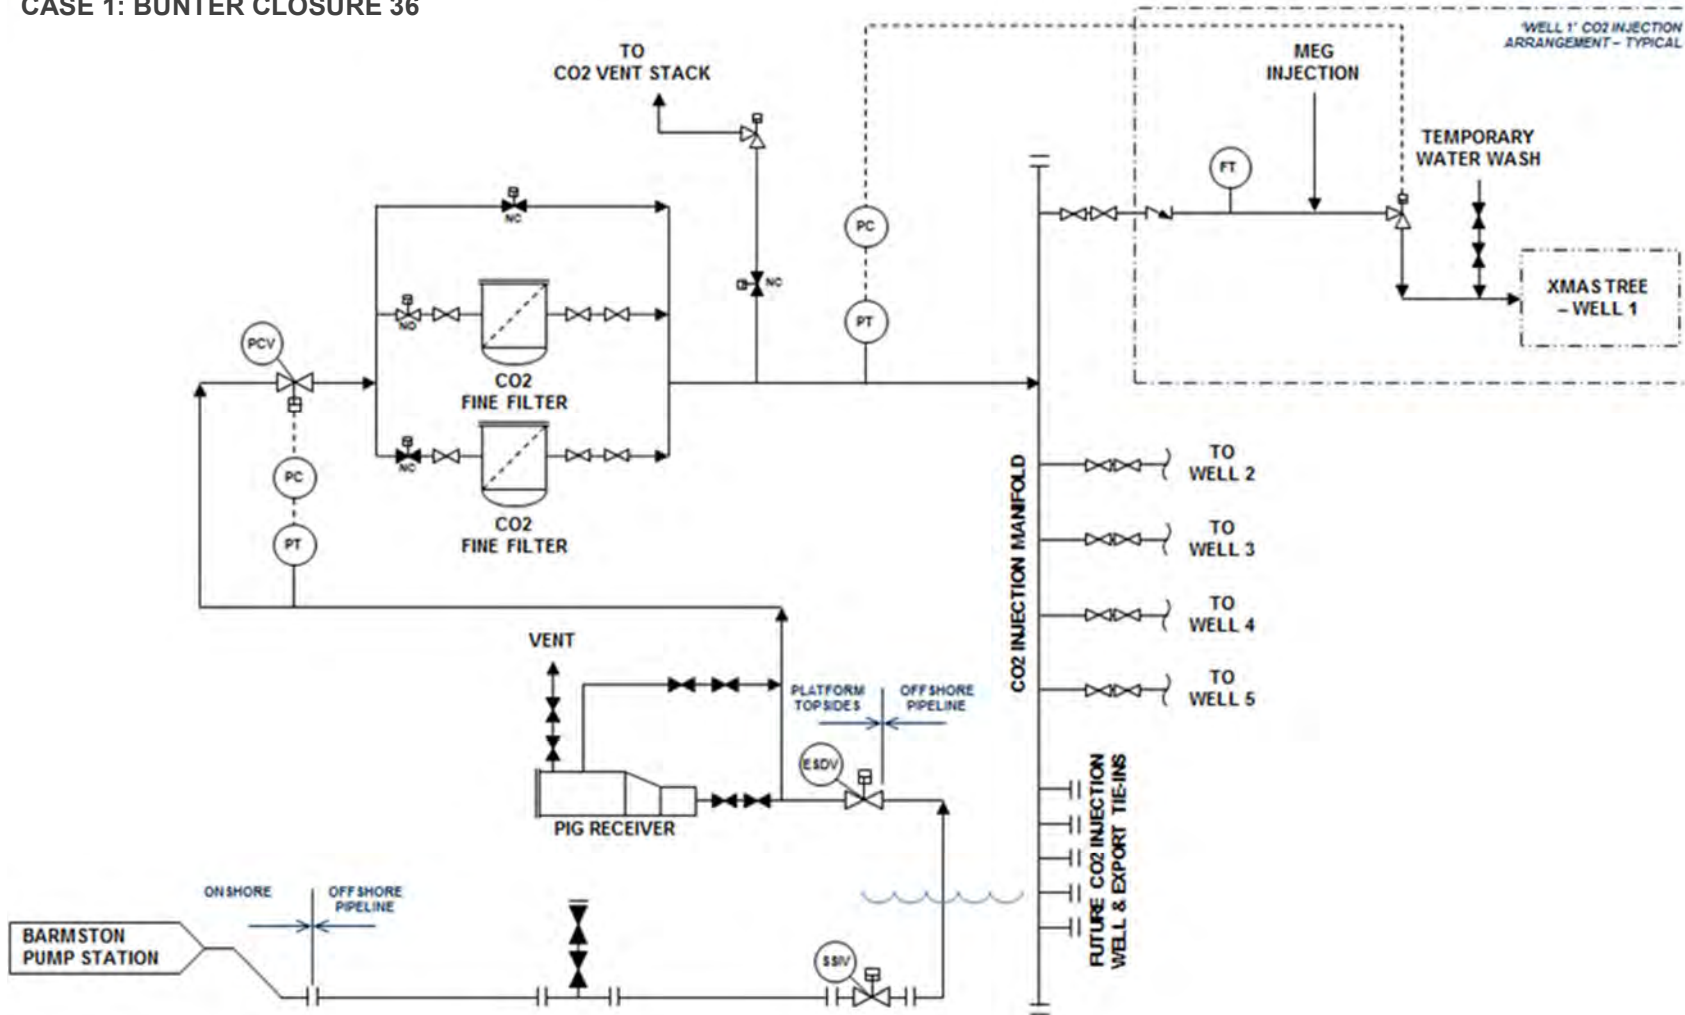 CASE 1: BUNTER CLOSURE 36
'WELL 1' CO2 INJECTION
ARRANGEMENT – TYPICAL
TO
CO2 VENT STACK
MEG
INJECTION
TEMPORARY
WATER WASH
FT
NC
PC
NC
PT
XMAS TREE
– WELL 1
NO
PCV
CO2
FINE FILTER
NC
PC
CO2
FINE FILTER
PT
CO2 INJECTION MANIFOLD
TO
WELL 2
TO
WELL 3
TO
WELL 4
TO
WELL 5
VENT
PLATFORM
TOPSIDES
OFFSHORE
PIPELINE
ESDV
PIG RECEIVER
FUTURE CO2 INJECTION
WELL & EXPORT TIE-INS
ONSHORE
OFFSHORE
PIPELINE
BARMSTON
PUMP STATION
SSIV